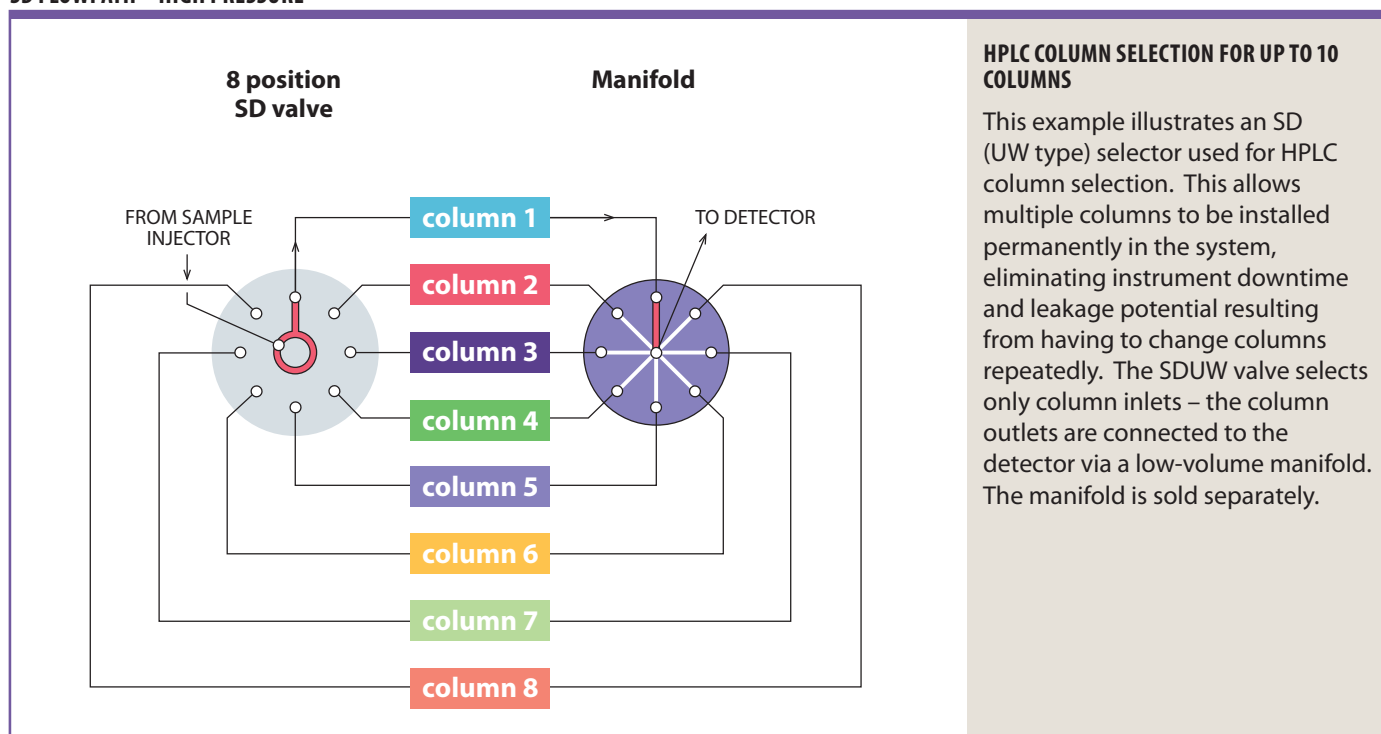 8 position
SD valve
Manifold
FROM SAMPLE
INJECTOR
TO DETECTOR
column 1
column 2
column 3
column 4
column 5
column 6
column 7
column 8
HPLC COLUMN SELECTION FOR UP TO 10
COLUMNS
This example illustrates an SD
(UW type) selector used for HPLC
column selection. This allows
multiple columns to be installed
permanently in the system,
eliminating instrument downtime
and leakage potential resulting
from having to change columns
repeatedly. The SDUW valve selects
only column inlets – the column
outlets are connected to the
detector via a low-volume manifold.
The manifold is sold separately.